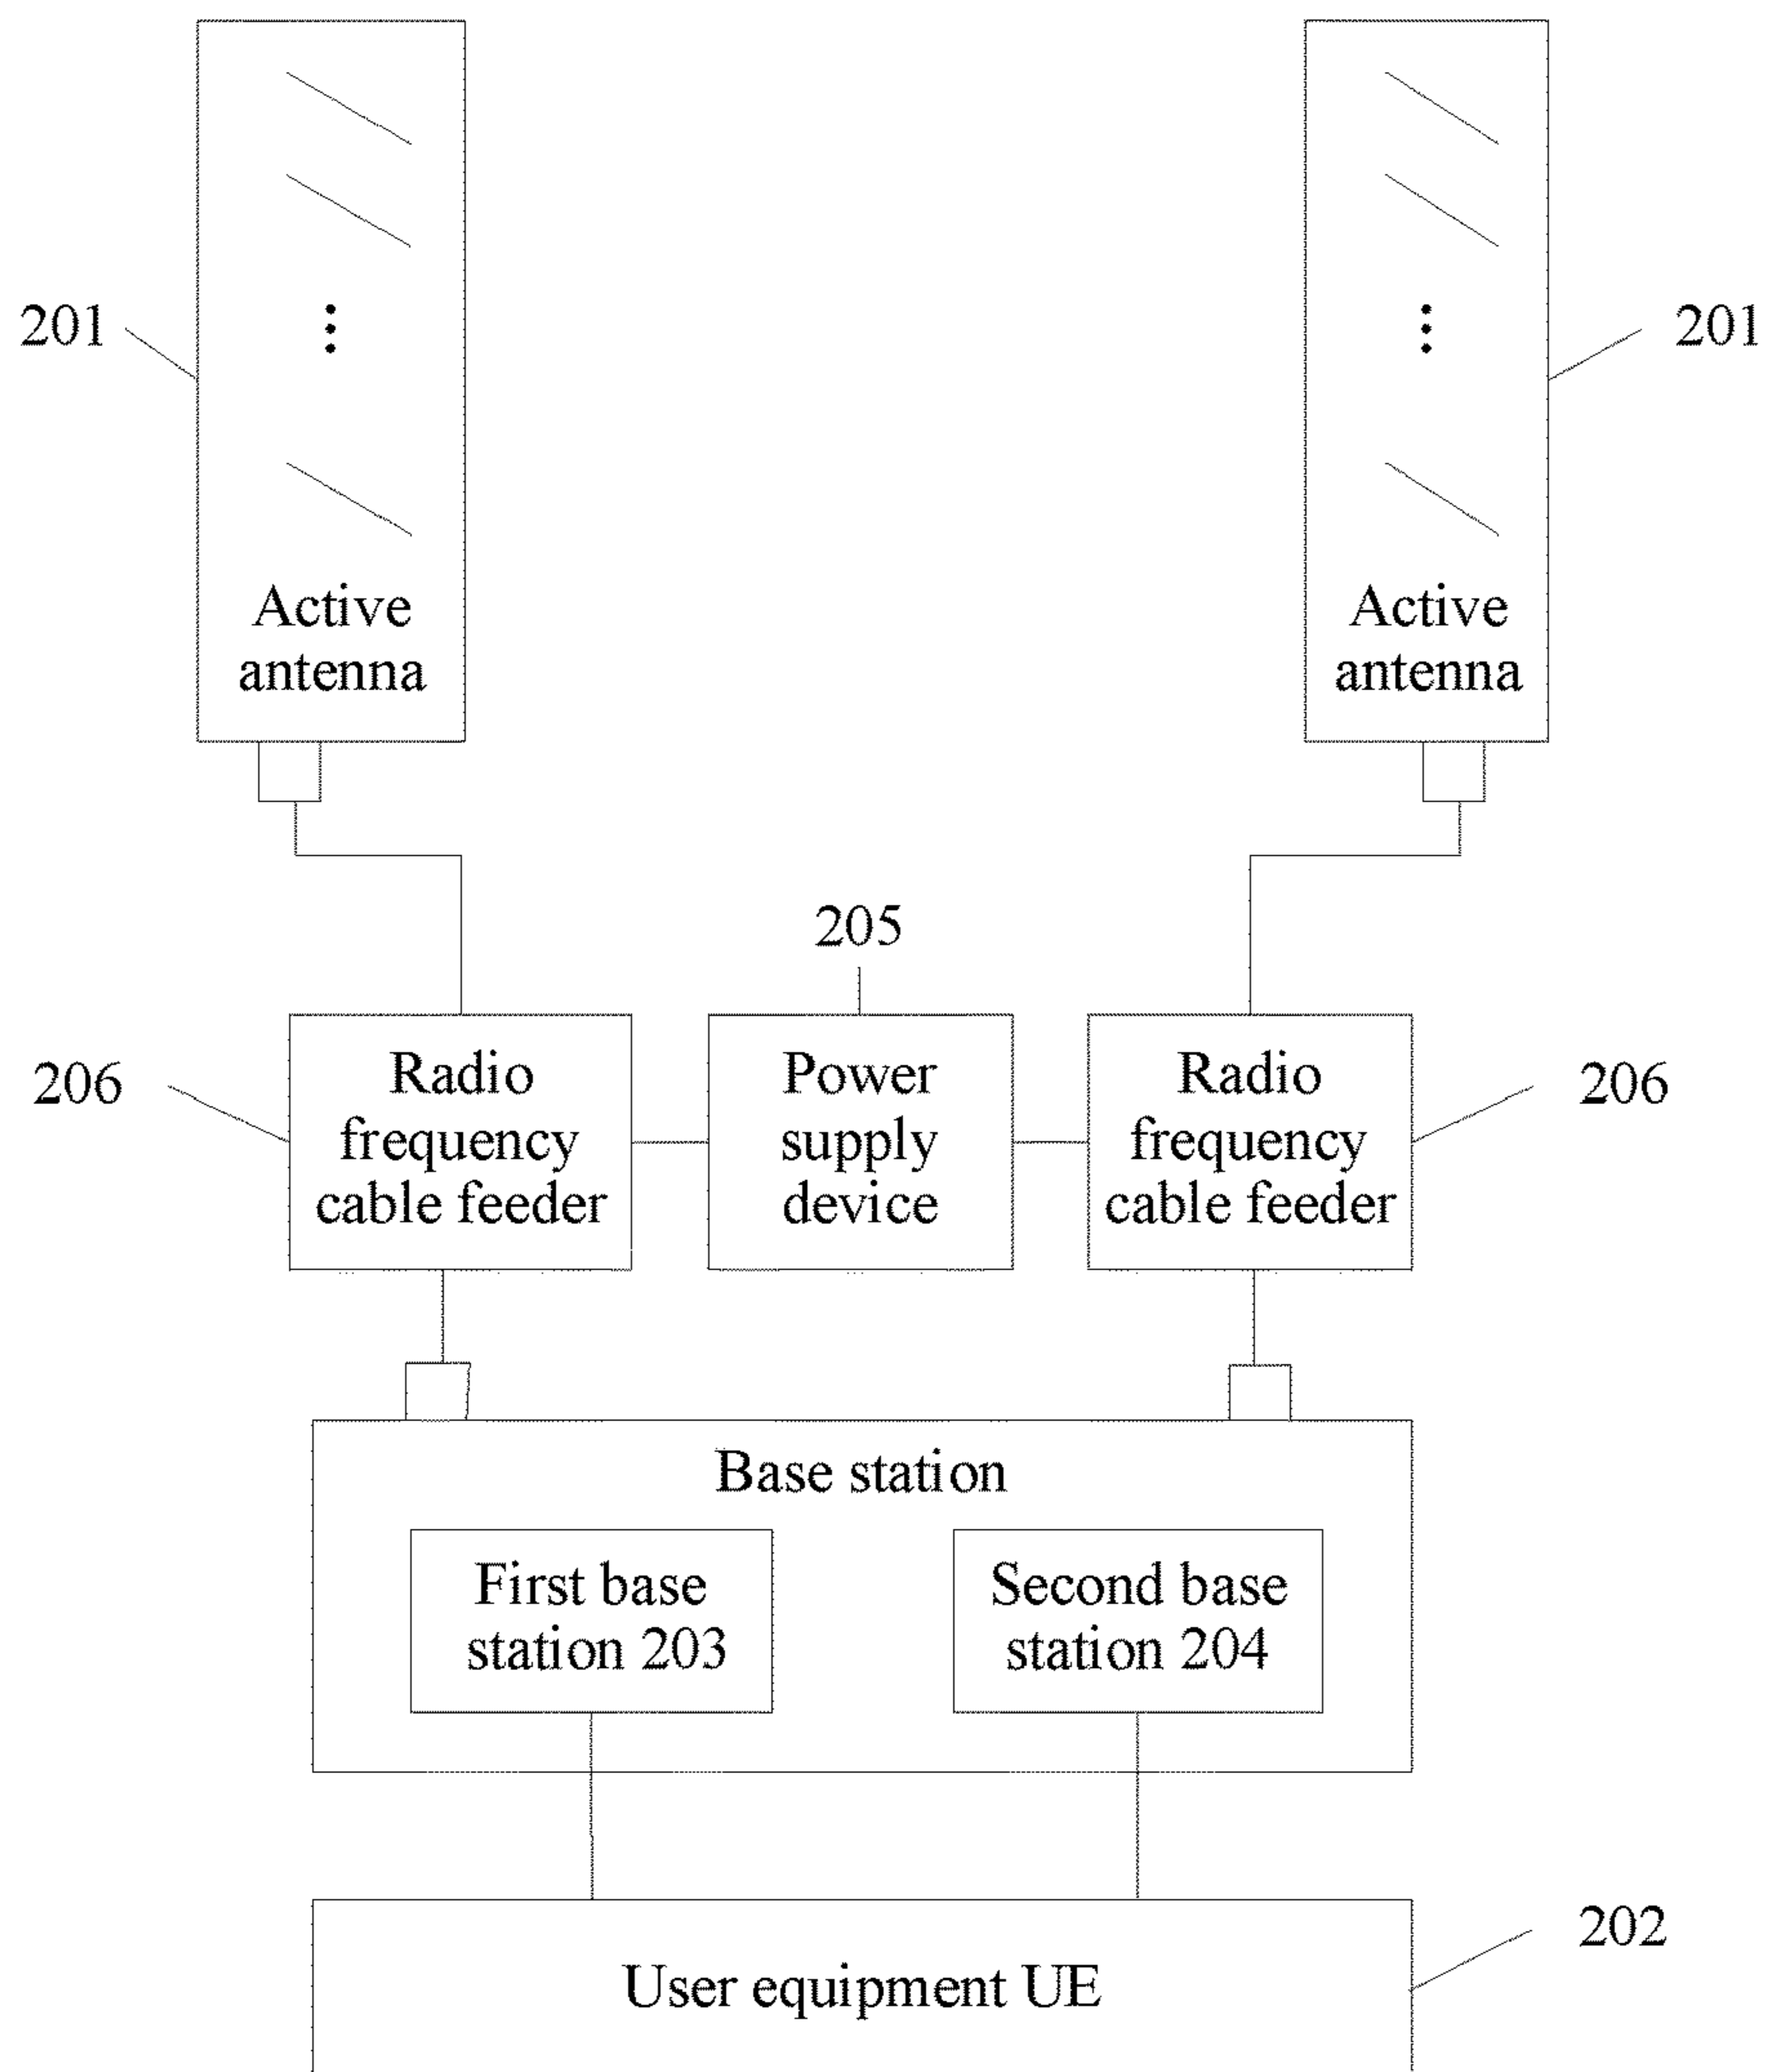 201
Active
antenna
Active
antenna
201
205
206
Radio
frequency
cable feeder
Power
supply
device
Radio
frequency
cable feeder
206
Base station
First base
station 203
Second base
station 204
202
User equipment UE